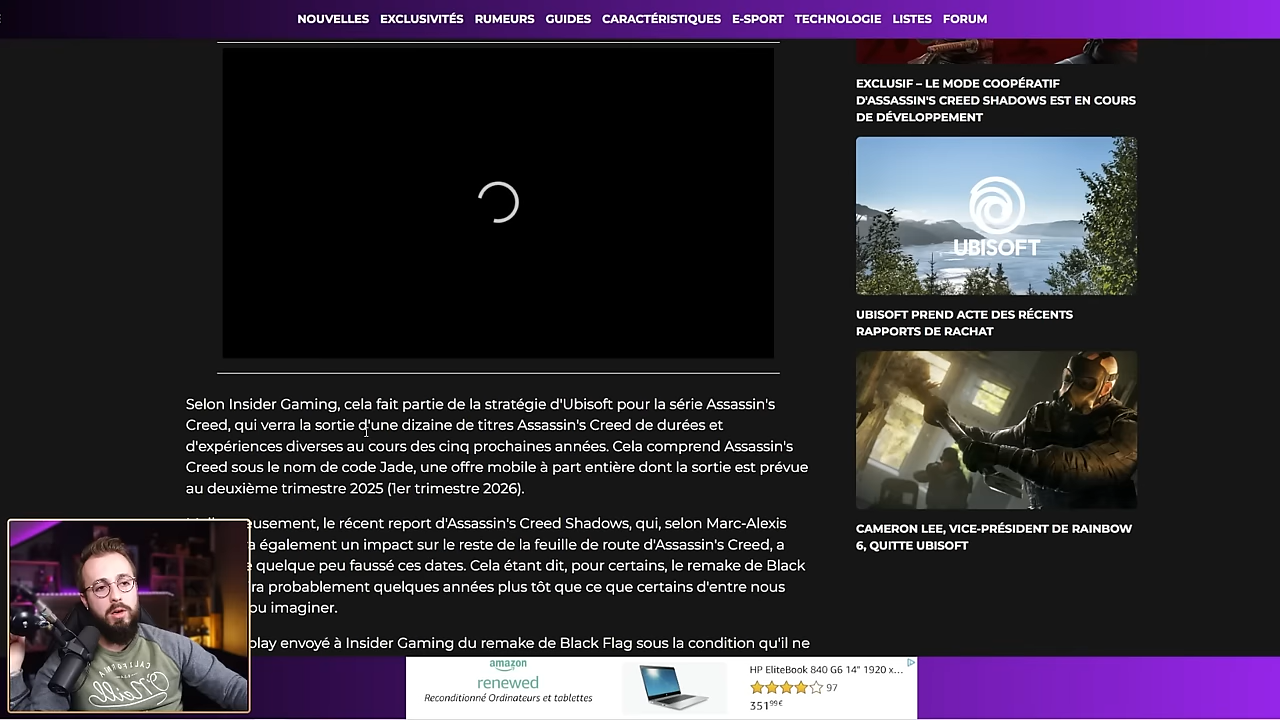 NOUVELLES EXCLUSIVITÉS RUMEURS GUIDES CARACTÉRISTIQUES E-SPORT TECHNOLOGIE LISTES FORUM
EXCLUSIF – LE MODE COOPÉRATIF
D'ASSASSIN'S CREED SHADOWS EST EN COURS
DE DÉVELOPPEMENT
UBISOFT
UBISOFT PREND ACTE DES RÉCENTS
RAPPORTS DE RACHAT
CAMERON LEE, VICE-PRÉSIDENT DE RAINBOW
6, QUITTE UBISOFT
Selon Insider Gaming, cela fait partie de la stratégie d'Ubisoft pour la série Assassin's
Creed, qui verra la sortie d'une dizaine de titres Assassin's Creed de durées et
d'expériences diverses au cours des cinq prochaines années. Cela comprend Assassin's
Creed sous le nom de code Jade, une offre mobile à part entière dont la sortie est prévue
au deuxième trimestre 2025 (1er trimestre 2026).
le récent report d'Assassin's Creed Shadows, qui, selon Marc-Alexis
également un impact sur le reste de la feuille de route d'Assassin's Creed, a
quelque peu faussé ces dates. Cela étant dit, pour certains, le remake de Black
probablement quelques années plus tôt que ce que certains d'entre nous
imaginer.
envoyé à Insider Gaming du remake de Black Flag sous la condition qu'il ne
amazon
renewed
Reconditionné Ordinateurs et tablettes
HP EliteBook 840 G6 14" 1920 x...
97
351,99€